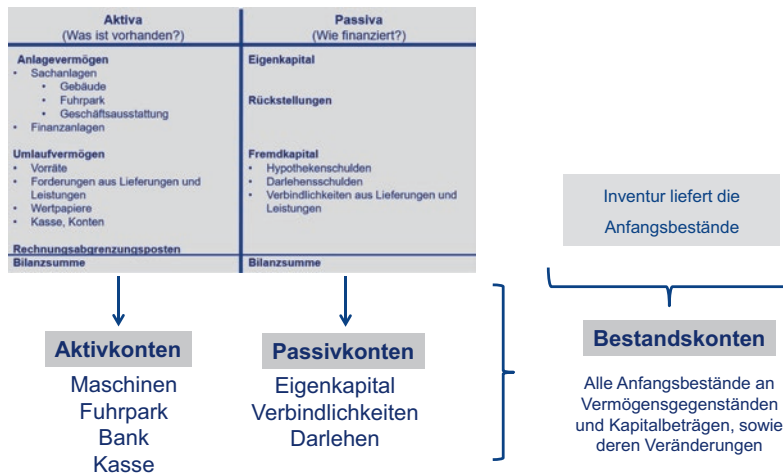 Aktiva
(Was ist vorhanden?)
Anlagevermögen
• Sachanlagen
• Gebäude
• Fuhrpark
• Geschäftsausstattung
• Finanzanlagen
Umlaufvermögen
• Vorräte
• Forderungen aus Lieferungen und
Leistungen
• Wertpapiere
• Kasse, Konten
Rechnungsabgrenzungsposten
Bilanzsumme
Passiva
(Wie finanziert?)
Eigenkapital
Rückstellungen
Fremdkapital
• Hypothekenschulden
• Darlehensschulden
• Verbindlichkeiten aus Lieferungen und
Leistungen
Bilanzsumme
Inventur liefert die
Anfangsbestände
Aktivkonten
Maschinen
Fuhrpark
Bank
Kasse
Passivkonten
Eigenkapital
Verbindlichkeiten
Darlehen
Bestandskonten
Alle Anfangsbestände an
Vermögensgegenständen
und Kapitalbeträgen, sowie
deren Veränderungen